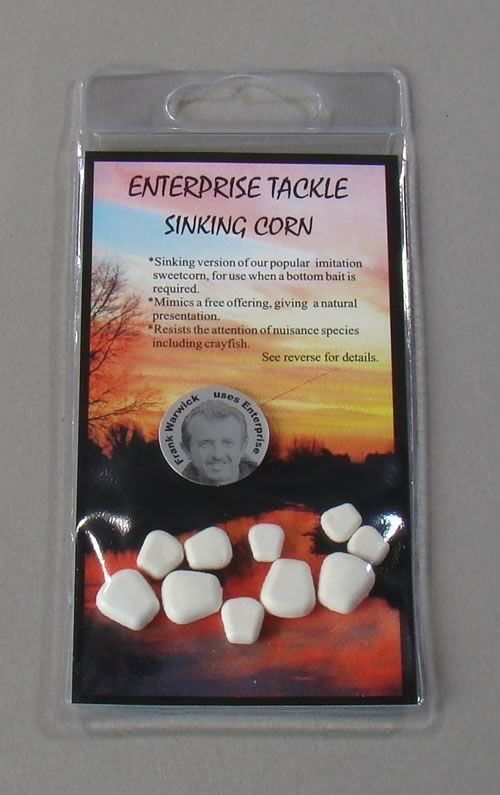 ENTERPRISE TACKLE
SINKING CORN
*Sinking version of our popular imitation
sweetcorn, for use when a bottom bait is
required.
*Mimics a free offering, giving a natural
presentation.
*Resists the attention of nuisance species
including crayfish.
See reverse for details.
Frank Warwick uses Enterprise